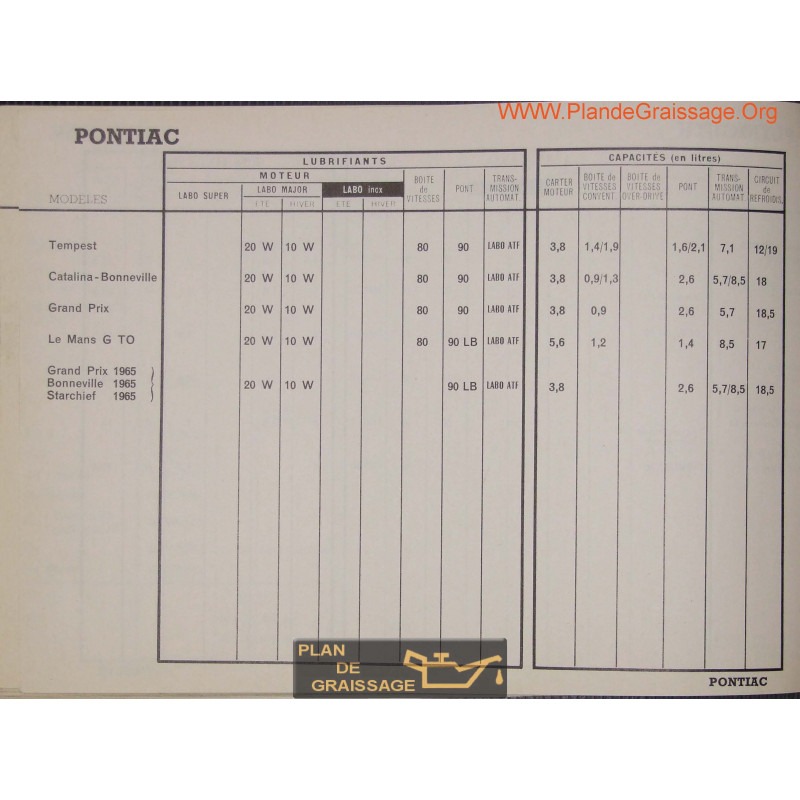 WWW.PlandeGraissage.Org
PONTIAC
LUBRIFIANTS
CAPACITES (en litres)
MODELES
MOTEUR
LABO SUPER
LABO MAJOR
LABO incx
ETE HIVER ETE HIVER
BOITE de VITESSES
PONT
TRANS- MISSION AUTOMAT.
CARTER MOTEUR
BOITE de VITESSES CONVENT.
BOITE de VITESSES OVER-DRIVE
PONT
TRANS- MISSION AUTOMAT.
CIRCUIT de REFROIDIS.
Tempest 20 W 10 W 80 90 LABO ATF 3,8 1,4/1,9 1,6/2,1 7,1 12/19
Catalina-Bonneville 20 W 10 W 80 90 LABO ATF 3,8 0,9/1,3 2,6 5,7/8,5 18
Grand Prix 20 W 10 W 80 90 LABO ATF 3,8 0,9 2,6 5,7 18,5
Le Mans G TO 20 W 10 W 80 90 LB LABO ATF 5,6 1,2 1,4 8,5 17
Grand Prix 1965
Bonneville 1965 20 W 10 W 90 LB LABO ATF 3,8 2,6 5,7/8,5 18,5
Starchief 1965
PLAN
DE
GRAISSAGE
PONTIAC